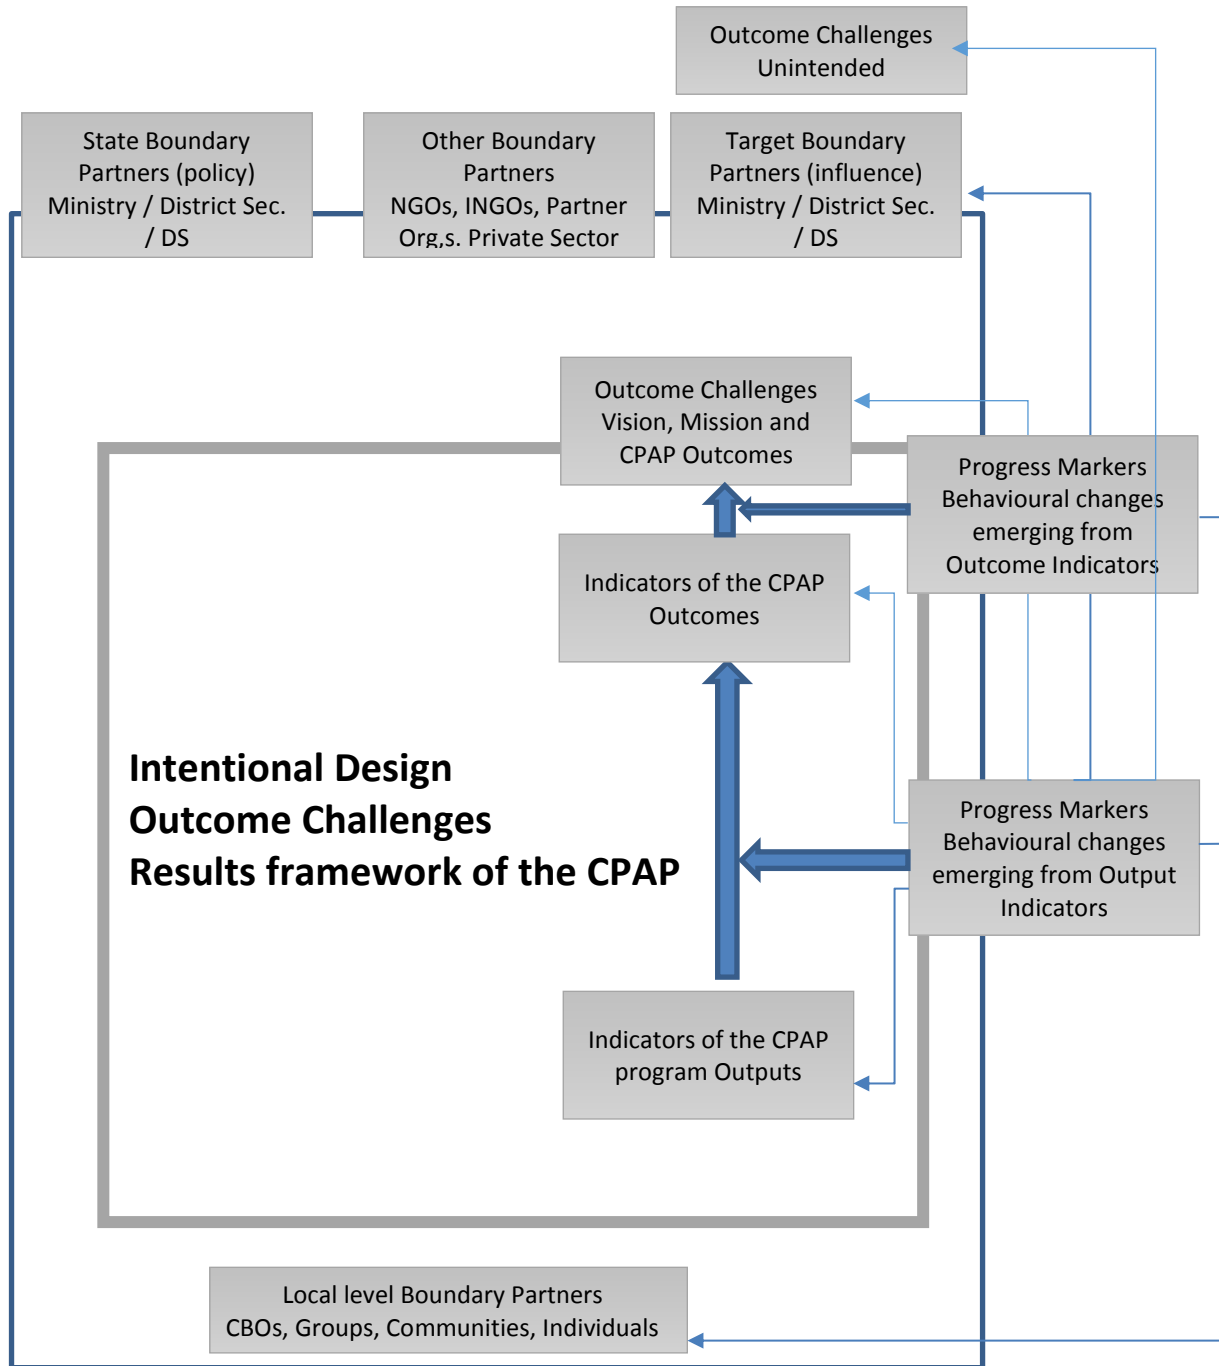 Outcome Challenges
Unintended
State Boundary
Partners (policy)
Ministry / District Sec.
/ DS
Other Boundary
Partners
NGOs, INGOs, Partner
Org,s. Private Sector
Target Boundary
Partners (influence)
Ministry / District Sec.
/ DS
Outcome Challenges
Vision, Mission and
CPAP Outcomes
Progress Markers
Behavioural changes
emerging from
Outcome Indicators
Indicators of the CPAP
Outcomes
Intentional Design
Outcome Challenges
Results framework of the CPAP
Progress Markers
Behavioural changes
emerging from Output
Indicators
Indicators of the CPAP
program Outputs
Local level Boundary Partners
CBOs, Groups, Communities, Individuals